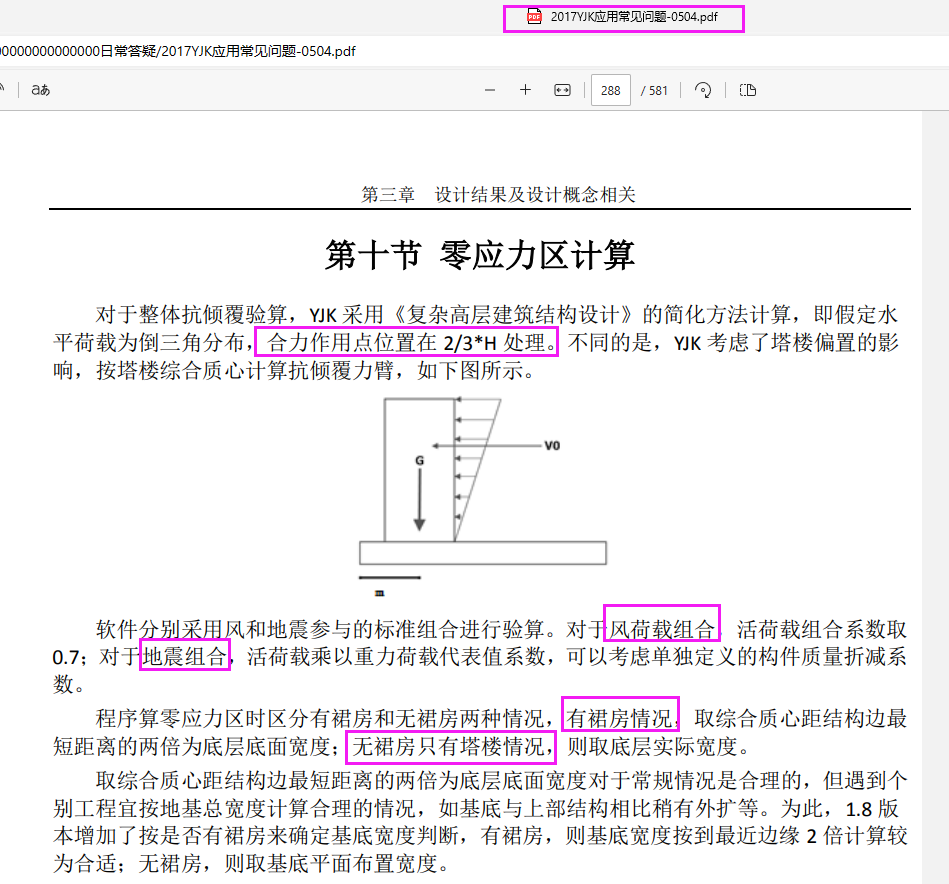 PDF 2017YJK应用常见问题-0504.pdf
00000000000000日常答疑/2017YJK应用常见问题-0504.pdf
aあ
288 / 581
第三章 设计结果及设计概念相关
第十节 零应力区计算
对于整体抗倾覆验算，YJK 采用《复杂高层建筑结构设计》的简化方法计算，即假定水
平荷载为倒三角分布，合力作用点位置在 2/3*H 处理。不同的是，YJK 考虑了塔楼偏置的影
响，按塔楼综合质心计算抗倾覆力臂，如下图所示。
V0
G
m
软件分别采用风和地震参与的标准组合进行验算。对于风荷载组合，活荷载组合系数取
0.7；对于地震组合，活荷载乘以重力荷载代表值系数，可以考虑单独定义的构件质量折减系
数。
程序算零应力区时区分有裙房和无裙房两种情况，有裙房情况，取综合质心距结构边最
短距离的两倍为底层底面宽度；无裙房只有塔楼情况，则取底层实际宽度。
取综合质心距结构边最短距离的两倍为底层底面宽度对于常规情况是合理的，但遇到个
别工程宜按地基总宽度计算合理的情况，如基底与上部结构相比稍有外扩等。为此，1.8 版
本增加了按是否有裙房来确定基底宽度判断，有裙房，则基底宽度按到最近边缘 2 倍计算较
为合适；无裙房，则取基底平面布置宽度。